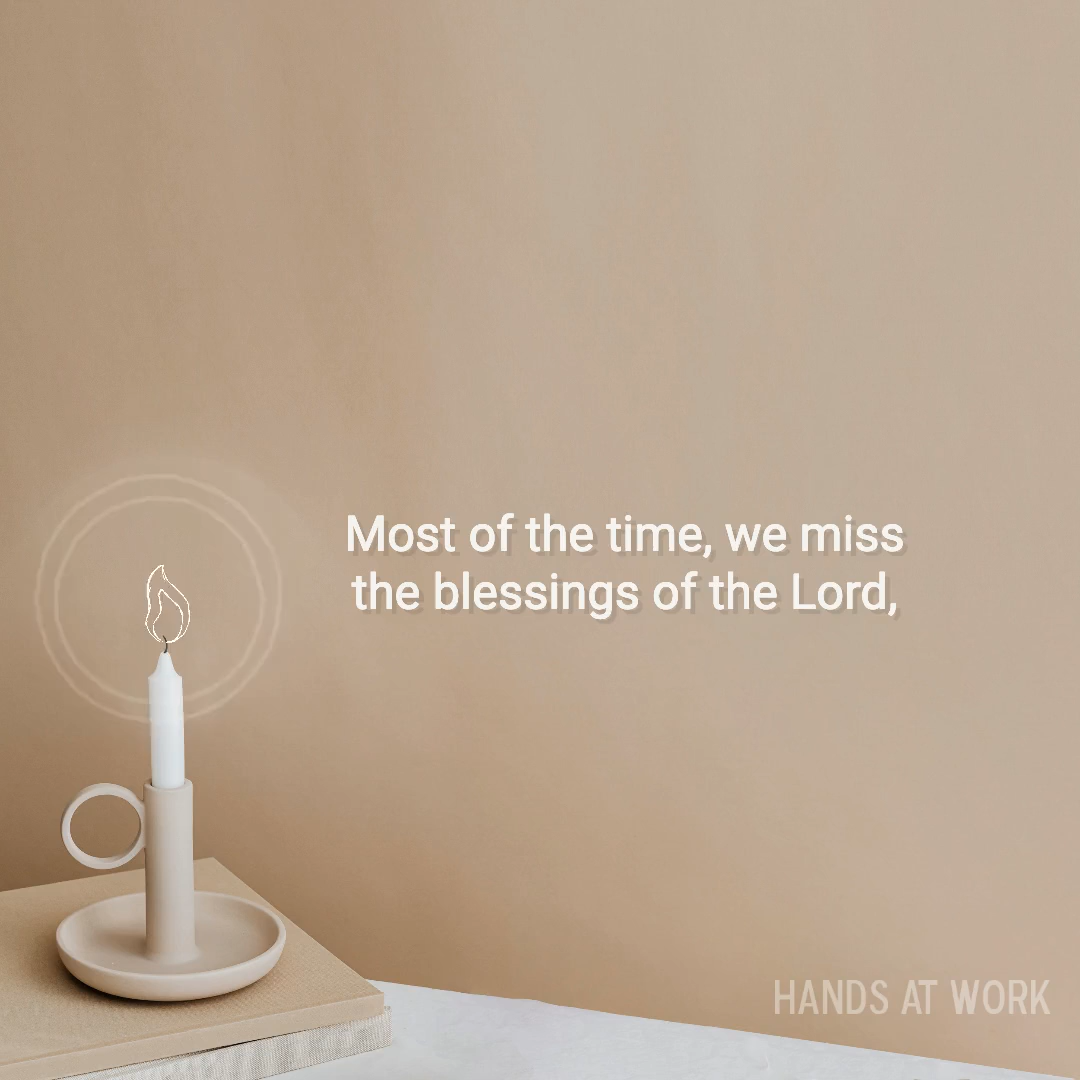 Most of the time, we miss
the blessings of the Lord,
HANDS AT WORK